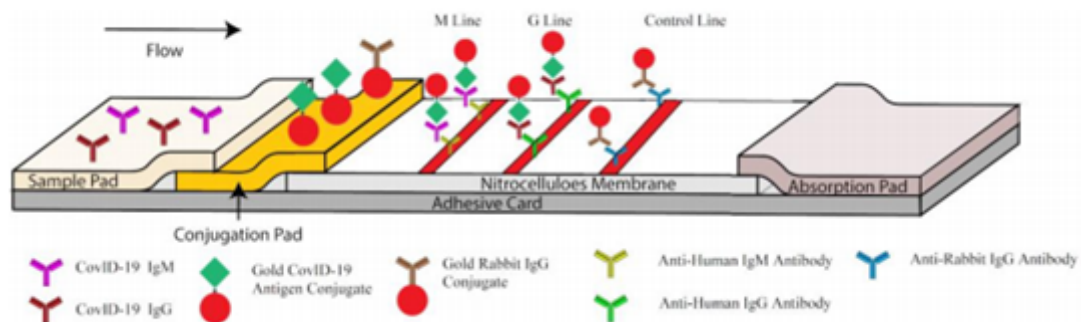 M Line
G Line
Control Line
Flow
Sample Pad
Nitrocelluloes Membrane
Absorption Pad
Adhesive Card
Conjugation Pad
CovID-19 IgM
Gold CovID-19
Antigen Conjugate
Gold Rabbit IgG
Conjugate
Anti-Human IgM Antibody
Anti-Rabbit IgG Antibody
CovID-19 IgG
Anti-Human IgG Antibody